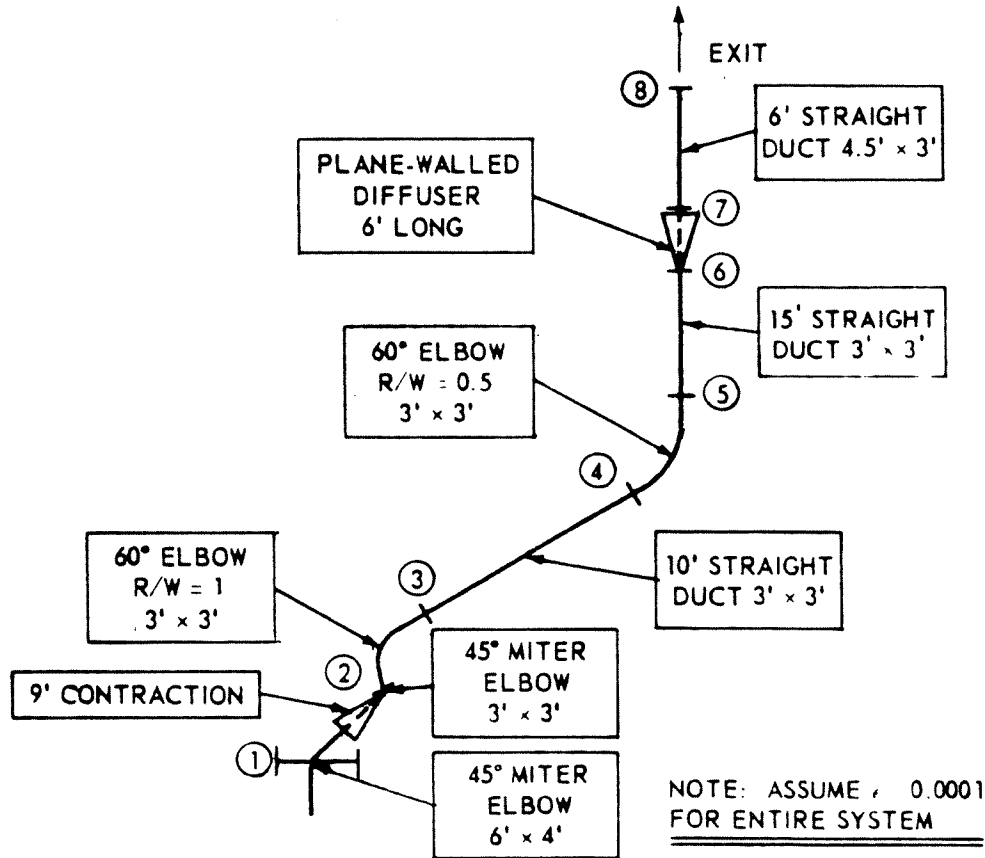 EXIT
8
6' STRAIGHT
DUCT 4.5' × 3'
PLANE-WALLED
DIFFUSER
6' LONG
7
6
15' STRAIGHT
DUCT 3' × 3'
60° ELBOW
R/W = 0.5
3' × 3'
5
4
60° ELBOW
R/W = 1
3' × 3'
3
10' STRAIGHT
DUCT 3' × 3'
2
45° MITER
ELBOW
3' × 3'
9' CONTRACTION
1
45° MITER
ELBOW
6' × 4'
NOTE: ASSUME 0.0001
FOR ENTIRE SYSTEM